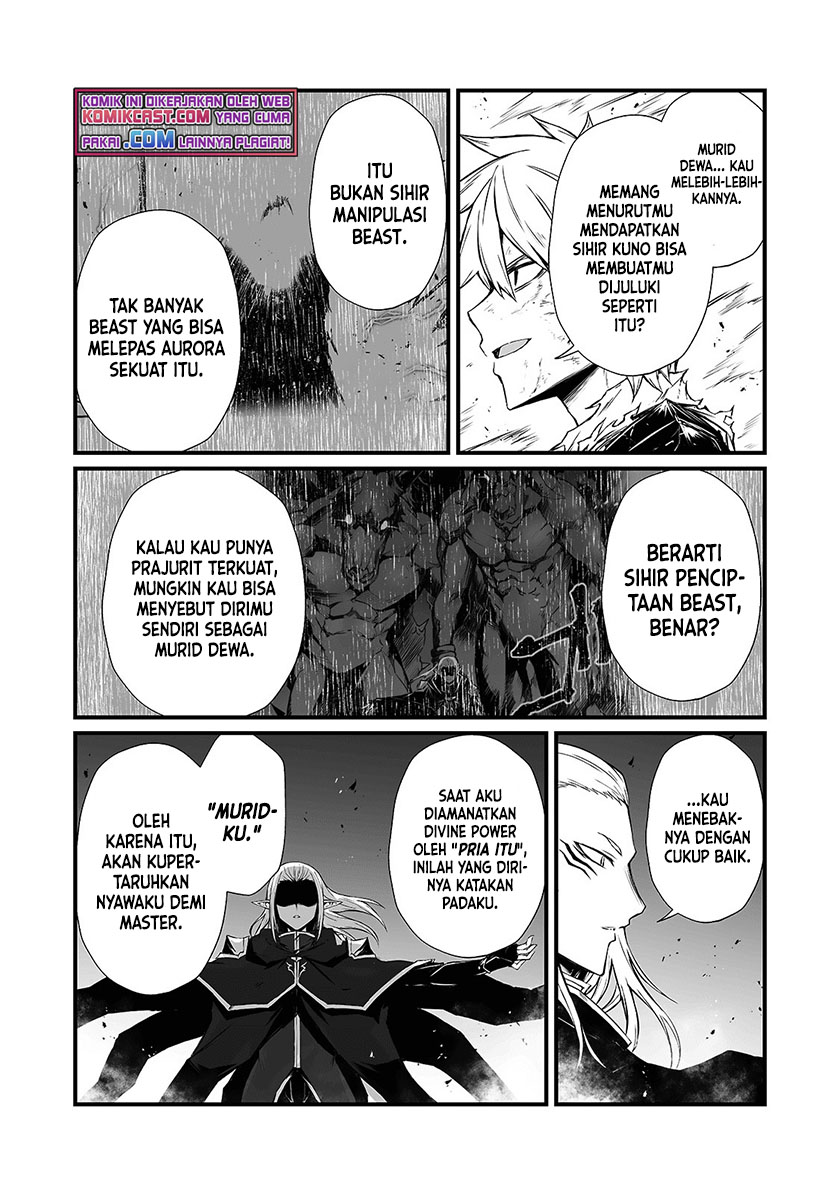 KOMIK INI DIKERJAKAN OLEH WEB
KOMIKCAST.COM YANG CUMA
PAKAI .COM LAINNYA PLAGIAT!
MURID
DEWA... KAU
MELEBIH-LEBIH-
KANNYA.
MEMANG
MENURUTMU
MENDAPATKAN
SIHIR KUNO BISA
MEMBUATMU
DIJULUKI
SEPERTI
ITU?
ITU
BUKAN SIHIR
MANIPULASI
BEAST.
TAK BANYAK
BEAST YANG BISA
MELEPAS AURORA
SEKUAT ITU.
BERARTI
SIHIR PENCIP-
TAAN BEAST,
BENAR?
KALAU KAU PUNYA
PRAJURIT TERKUAT,
MUNGKIN KAU BISA
MENYEBUT DIRIMU
SENDIRI SEBAGAI
MURID DEWA.
...KAU
MENEBAK-
NYA DENGAN
CUKUP BAIK.
SAAT AKU
DIAMANATKAN
DIVINE POWER
OLEH "PRIA ITU",
INILAH YANG DIRI-
NYA KATAKAN
PADAKU.
"MURID-
KU."
OLEH
KARENA ITU,
AKAN KUPER-
TARUHKAN
NYAWAKU DEMI
MASTER.